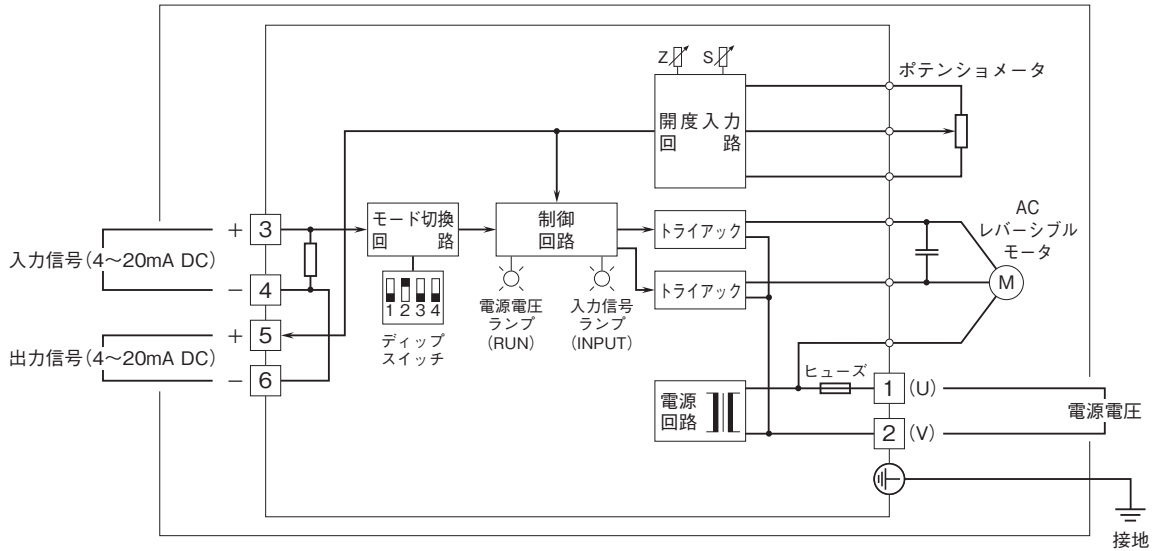 Z
S
ポテンショメータ
開度入力
回路
+ 3
モード切換
回路
制御
回路
トライアック
AC
レバーシブル
モータ
入力信号(4〜20mA DC)
− 4
トライアック
M
1 2 3 4
電源電圧
ランプ
(RUN)
入力信号
ランプ
(INPUT)
+ 5
ディップ
スイッチ
出力信号(4〜20mA DC)
− 6
ヒューズ
電源
回路
1 (U)
電源電圧
2 (V)
接地